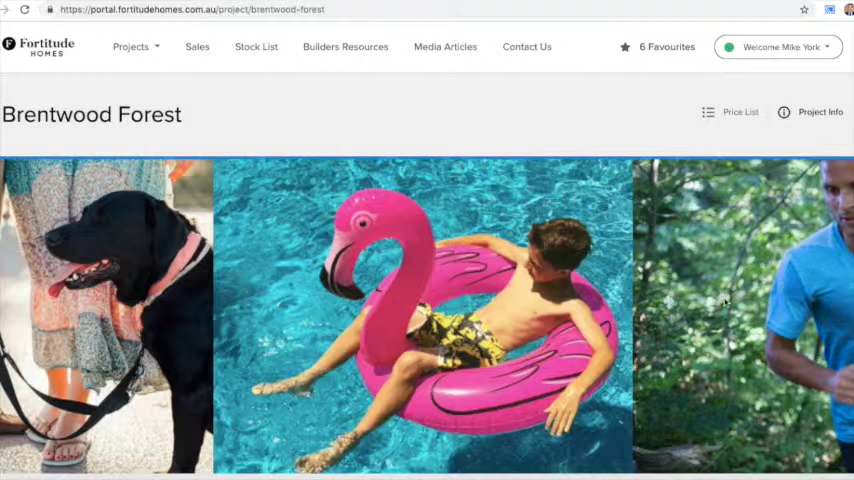 https://portal.fortitudehomes.com.au/project/brentwood-forest
F Fortitude HOMES
Projects Sales Stock List Builders Resources Media Articles Contact Us 6 Favourites Welcome Mike York
Brentwood Forest
Price List Project Info